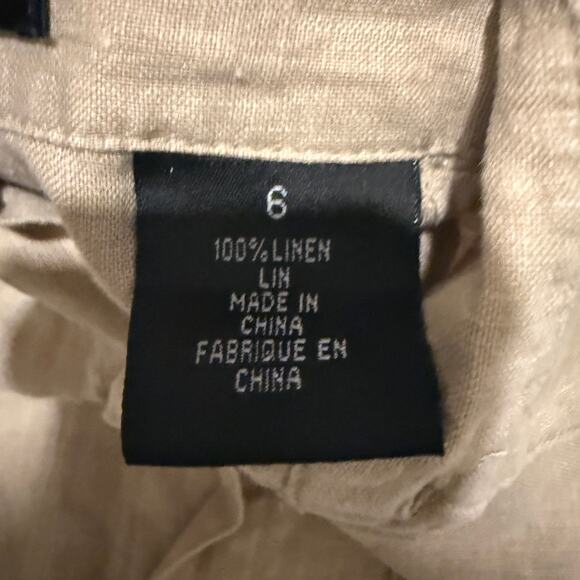 6
100% LINEN
LIN
MADE IN
CHINA
FABRIQUE EN
CHINA